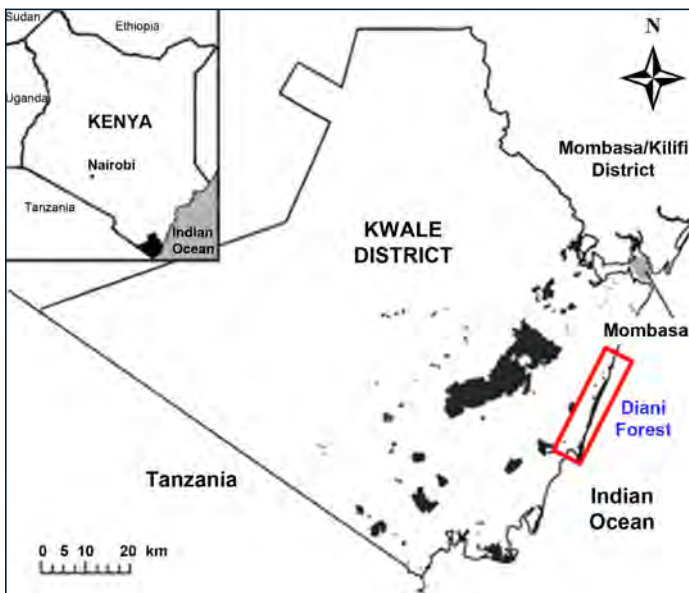 Sudan
Ethiopia
Uganda
KENYA
Nairobi
Tanzania
Indian
Ocean
N
Mombasa/Kilifi
District
KWALE
DISTRICT
Mombasa
Diani
Forest
Tanzania
Indian
Ocean
0 5 10 20 km